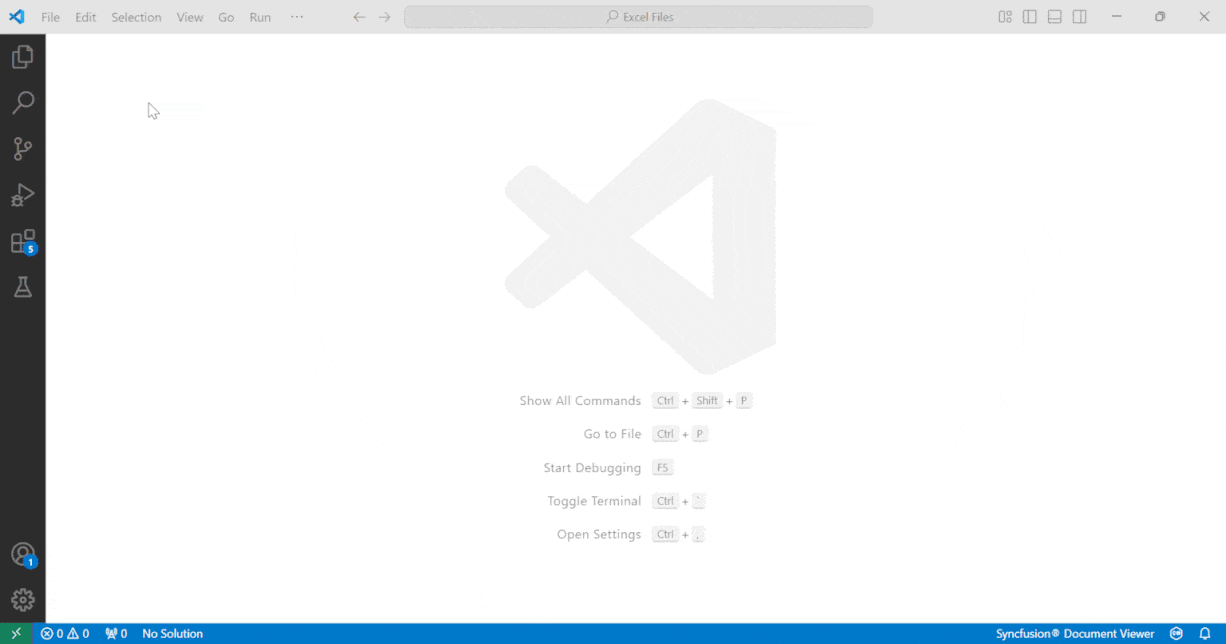 File Edit Selection View Go Run ··· Excel Files
5
Show All Commands Ctrl + Shift + P
Go to File Ctrl + P
Start Debugging F5
Toggle Terminal Ctrl + `
Open Settings Ctrl + ,
1
0 0 0 No Solution Syncfusion® Document Viewer